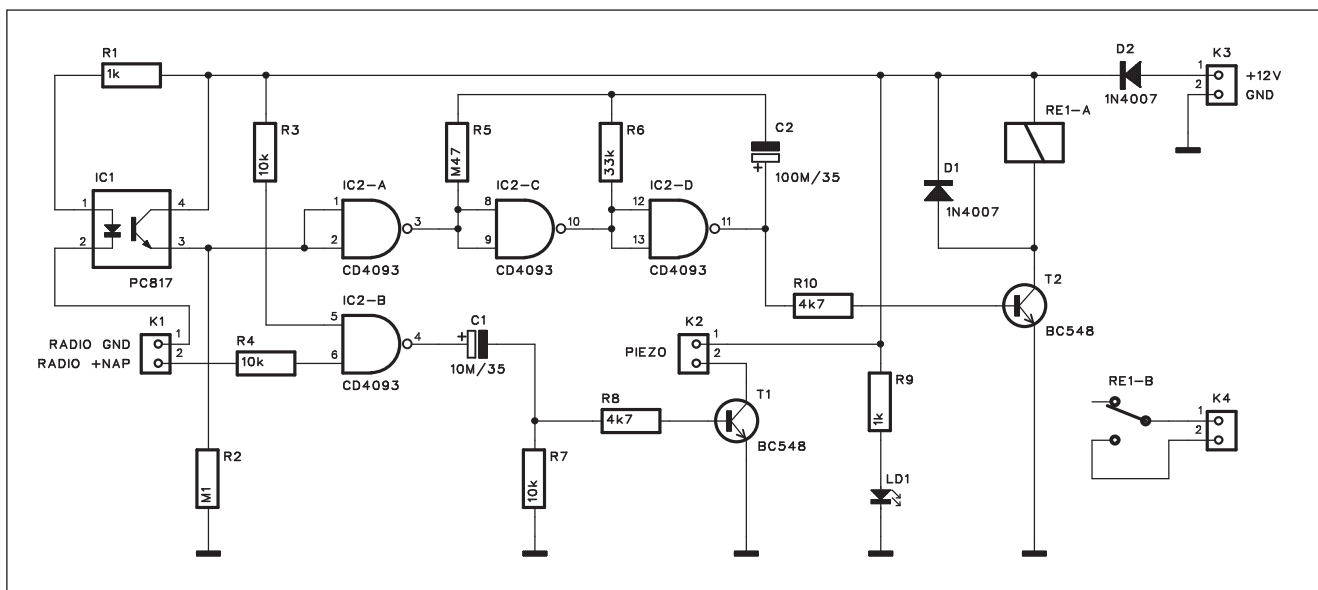 R1
1k
D2
1N4007
K3
1
2
+12V
GND
R3
10k
R5
M47
R6
33k
C2
100M/35
+
RE1-A
D1
1N4007
IC1
1
2
4
3
PC817
IC2-A
1
2
3
CD4093
IC2-C
8
9
10
CD4093
IC2-D
12
13
11
CD4093
R10
4k7
T2
BC548
IC2-B
5
6
4
CD4093
K1
1
2
RADIO GND
RADIO +NAP
R4
10k
C1
+
10M/35
K2
1
2
PIEZO
T1
BC548
R8
4k7
R9
1k
RE1-B
K4
1
2
R2
M1
R7
10k
LD1